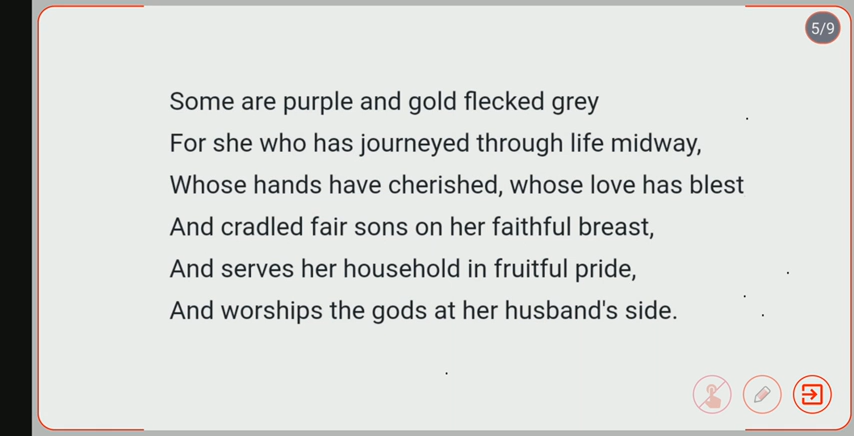 5/9
Some are purple and gold flecked grey
For she who has journeyed through life midway,
Whose hands have cherished, whose love has blest
And cradled fair sons on her faithful breast,
And serves her household in fruitful pride,
And worships the gods at her husband's side.